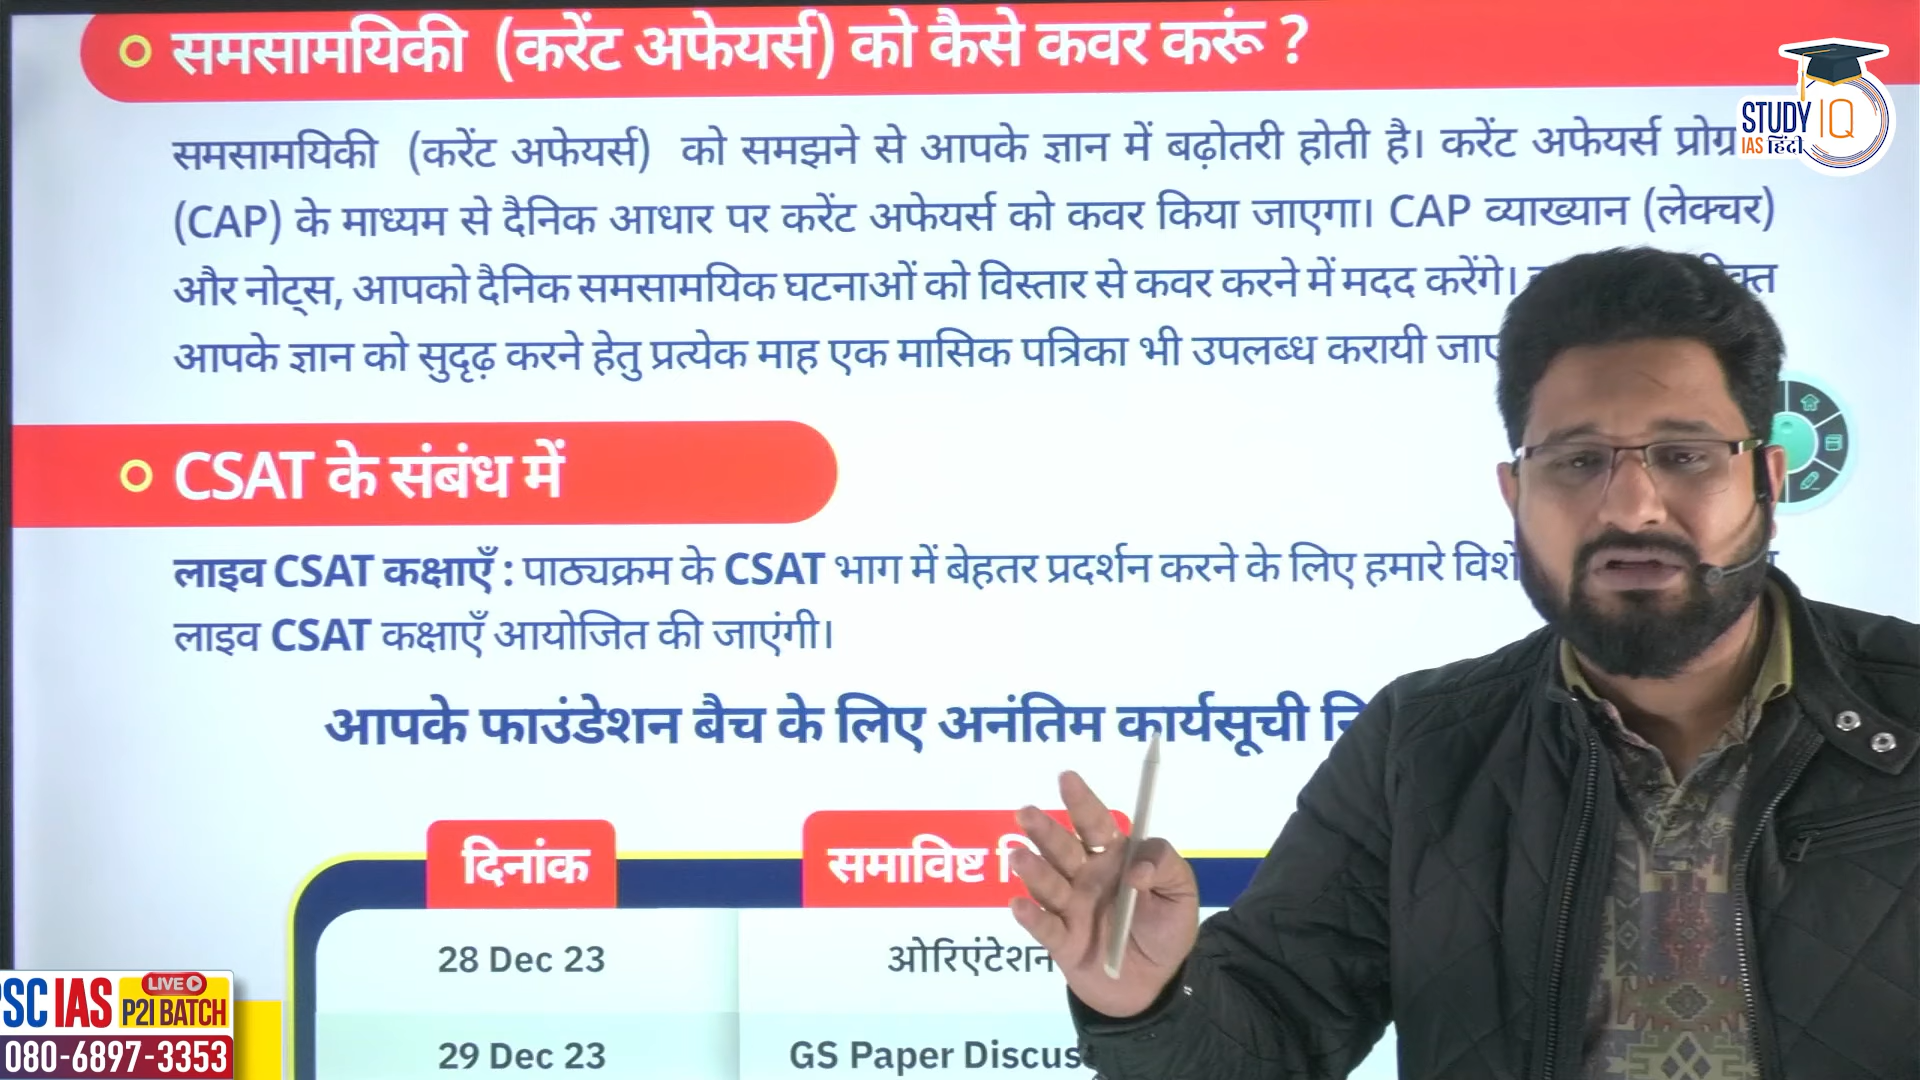 समसामयिकी (करेंट अफेयर्स) को कैसे कवर करूं ?
STUDY IQ
IAS हिंदी
समसामयिकी (करेंट अफेयर्स) को समझने से आपके ज्ञान में बढ़ोतरी होती है। करेंट अफेयर्स
(CAP) के माध्यम से दैनिक आधार पर करेंट अफेयर्स को कवर किया जाएगा। CAP व्याख्यान (लेक्चर)
और नोट्स, आपको दैनिक समसामयिक घटनाओं को विस्तार से कवर करने में मदद करेंगे।
आपके ज्ञान को सुदृढ़ करने हेतु प्रत्येक माह एक मासिक पत्रिका भी उपलब्ध करायी
CSAT के संबंध में
लाइव CSAT कक्षाएँ : पाठ्यक्रम के CSAT भाग में बेहतर प्रदर्शन करने के लिए हमारे
लाइव CSAT कक्षाएँ आयोजित की जाएंगी।
आपके फाउंडेशन बैच के लिए अनंतिम कार्यसूची
दिनांक समाविष्ट
28 Dec 23 ओरिएंटेशन
29 Dec 23 GS Paper
LIVE
PSC IAS P2I BATCH
080-6897-3353